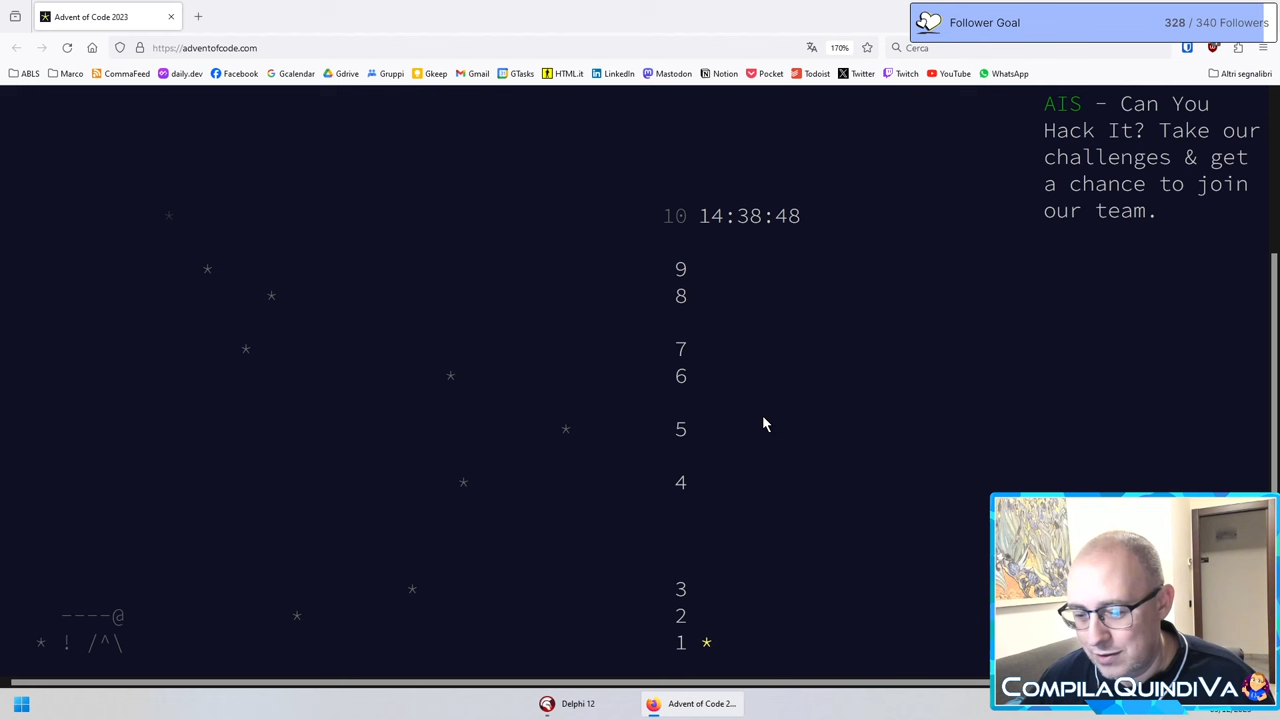 Advent of Code 2023
Follower Goal
328 / 340 Followers
https://adventofcode.com
170%
Cerca
ABLS
Marco
CommaFeed
daily.dev
Facebook
Gcalendar
Gdrive
Gruppi
Gkeep
Gmail
GTasks
HTML.it
LinkedIn
Mastodon
Notion
Pocket
Todoist
Twitter
Twitch
YouTube
WhatsApp
Altri segnalibri
AIS - Can You
Hack It? Take our
challenges & get
a chance to join
our team.
* 10 14:38:48
* 9
* 8
* 7
* 6
* 5
* 4
* 3
----@ * 2
* ! /^\ 1 *
CompilaQuindiVa
Delphi 12
Advent of Code 2...